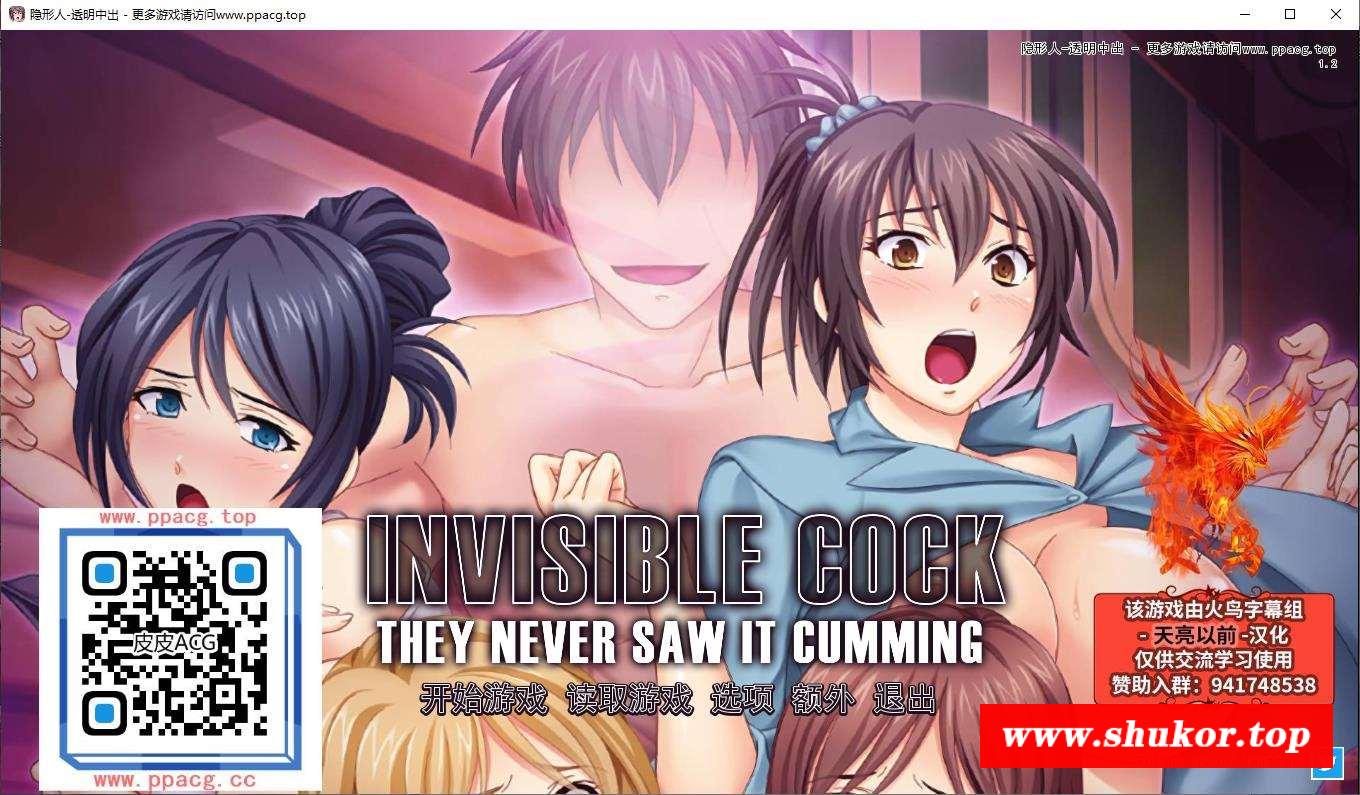 隐形人-透明中出 - 更多游戏请访问www.ppacg.top
隐形人-透明中出 - 更多游戏请访问www.ppacg.top
1.2
www.ppacg.top
皮皮ACG
www.ppacg.cc
INVISIBLE COCK
THEY NEVER SAW IT CUMMING
开始游戏 读取游戏 选项 额外 退出
该游戏由火鸟字幕组
- 天亮以前 -汉化
仅供交流学习使用
赞助入群：941748538
www.shukor.top